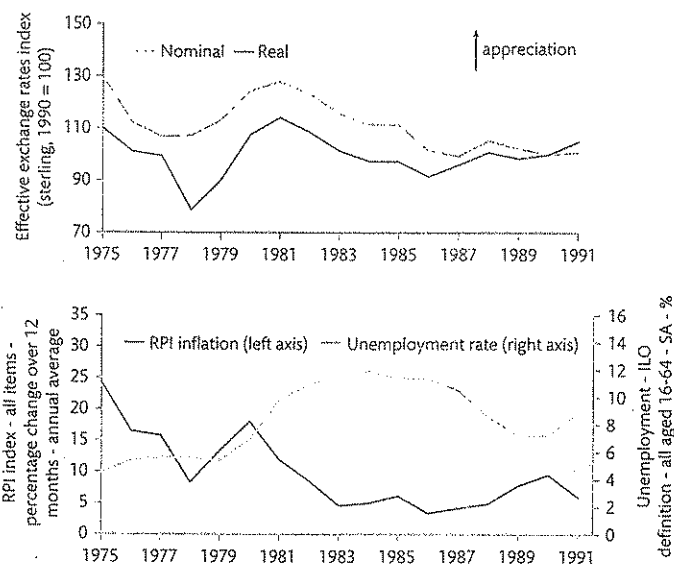 Effective exchange rates index
(sterling, 1990 = 100)
150
130
110
90
70
Nominal
Real
appreciation
1975 1977 1979 1981 1983 1985 1987 1989 1991
RPI index - all items -
percentage change over 12
months - annual average
35
30
25
20
15
10
5
0
RPI inflation (left axis)
Unemployment rate (right axis)
16
14
12
10
8
6
4
2
0
Unemployment - ILO
definition - all aged 16-64 - SA - %
1975 1977 1979 1981 1983 1985 1987 1989 1991